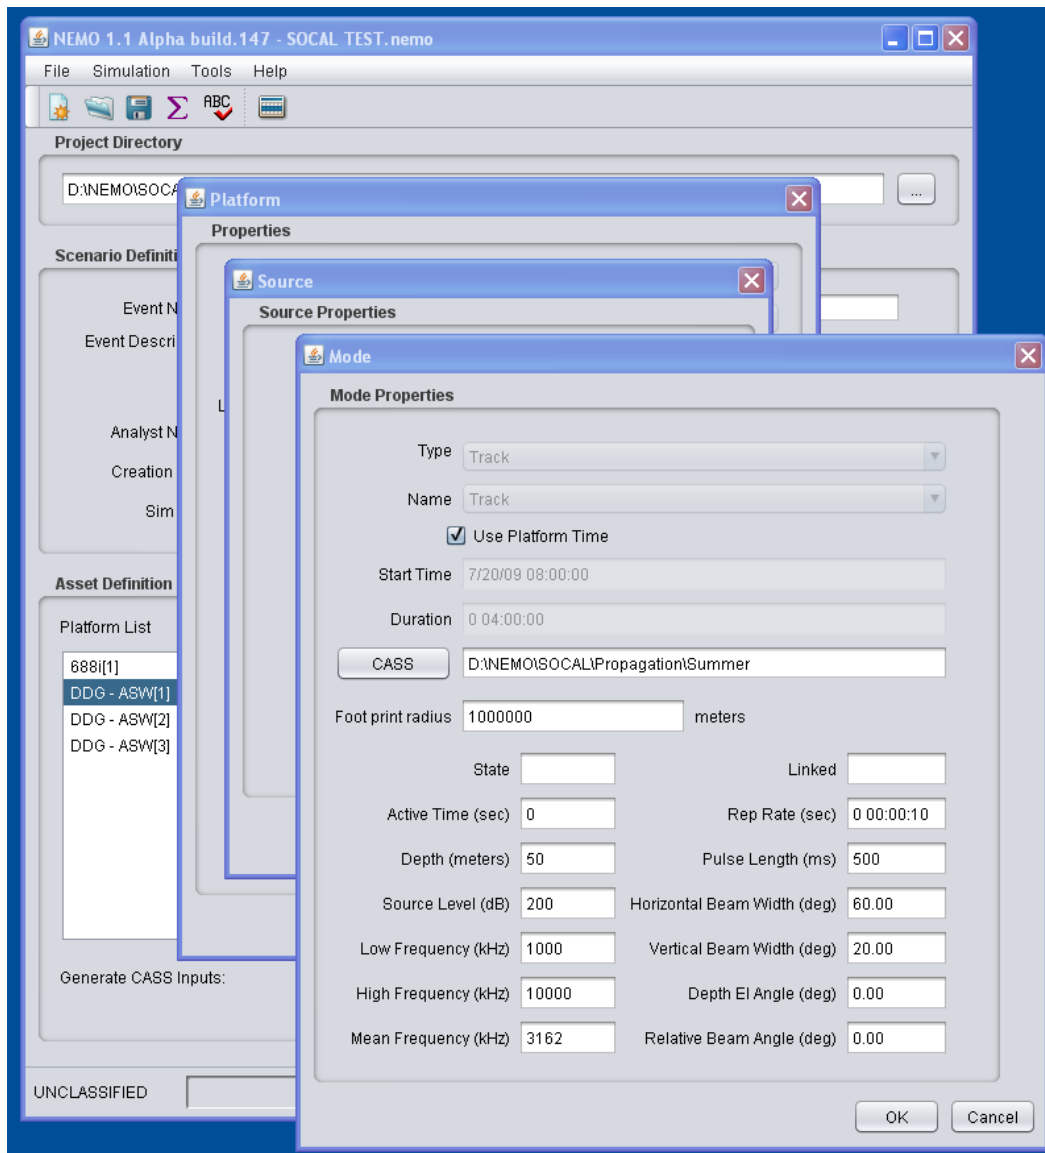 NEMO 1.1 Alpha build.147 - SOCAL TEST.nemo
File Simulation Tools Help
ABC
Project Directory
D:\NEMO\SOCA
...
Platform
Properties
Scenario Definiti
Source
Source Properties
Event N
Event Descri
L
Analyst N
Creation
Sim
Mode
Mode Properties
Type Track
Name Track
Use Platform Time
Start Time 7/20/09 08:00:00
Duration 0 04:00:00
CASS D:\NEMO\SOCAL\Propagation\Summer
Foot print radius 1000000 meters
State Linked
Active Time (sec) 0 Rep Rate (sec) 0 00:00:10
Depth (meters) 50 Pulse Length (ms) 500
Source Level (dB) 200 Horizontal Beam Width (deg) 60.00
Low Frequency (kHz) 1000 Vertical Beam Width (deg) 20.00
High Frequency (kHz) 10000 Depth El Angle (deg) 0.00
Mean Frequency (kHz) 3162 Relative Beam Angle (deg) 0.00
OK Cancel
Asset Definition
Platform List
688i[1]
DDG - ASW[1]
DDG - ASW[2]
DDG - ASW[3]
Generate CASS Inputs:
UNCLASSIFIED